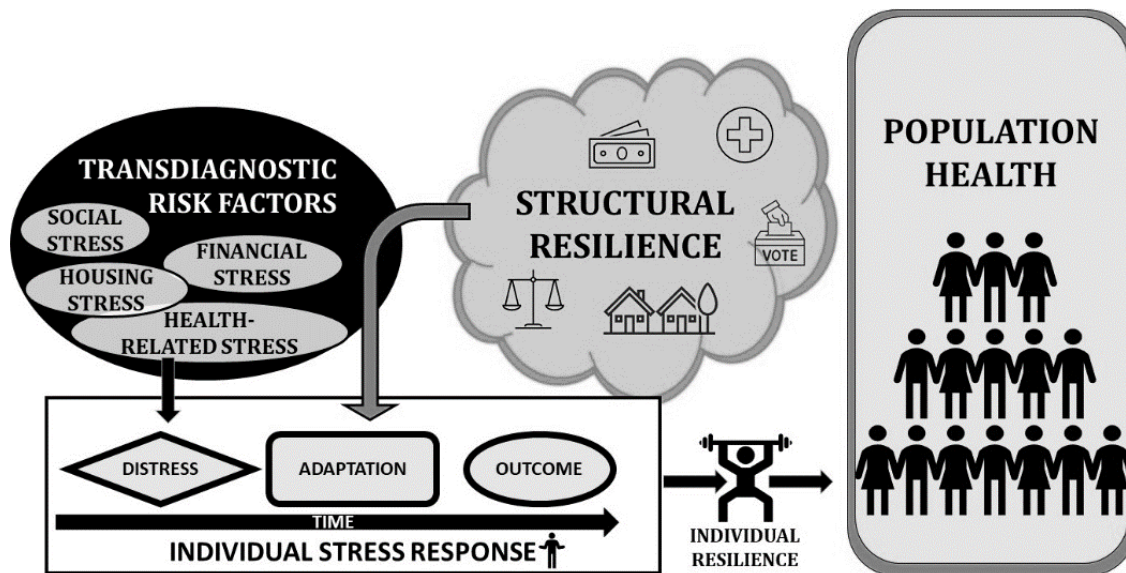 TRANSDIAGNOSTIC
RISK FACTORS
SOCIAL
STRESS
FINANCIAL
STRESS
HOUSING
STRESS
HEALTH-
RELATED STRESS
STRUCTURAL
RESILIENCE
VOTE
DISTRESS
ADAPTATION
OUTCOME
TIME
INDIVIDUAL STRESS RESPONSE
INDIVIDUAL
RESILIENCE
POPULATION
HEALTH